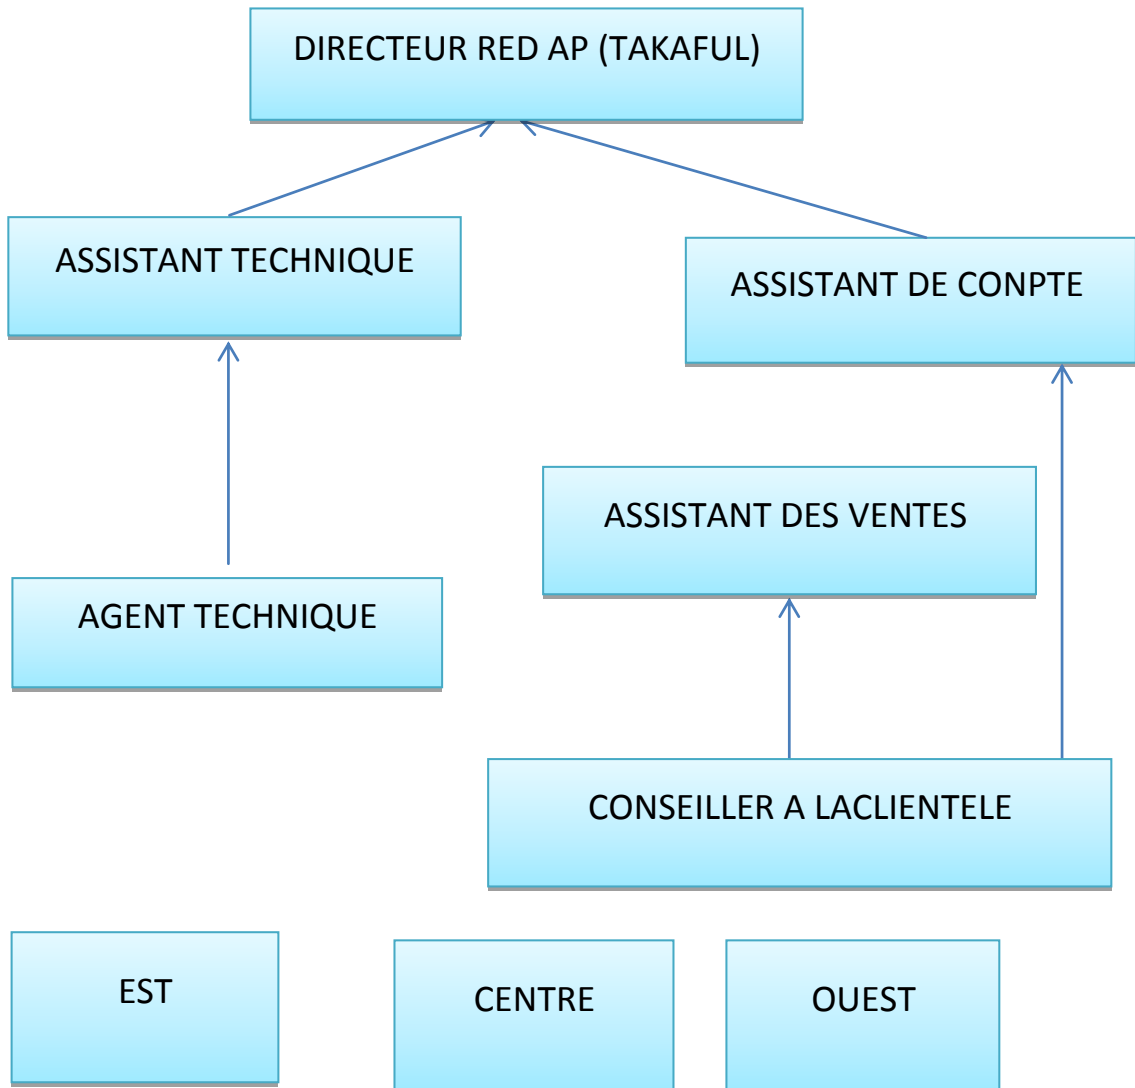 DIRECTEUR RED AP (TAKAFUL)
ASSISTANT TECHNIQUE
ASSISTANT DE CONPTE
ASSISTANT DES VENTES
AGENT TECHNIQUE
CONSEILLER A LACLIENTELE
EST
CENTRE
OUEST